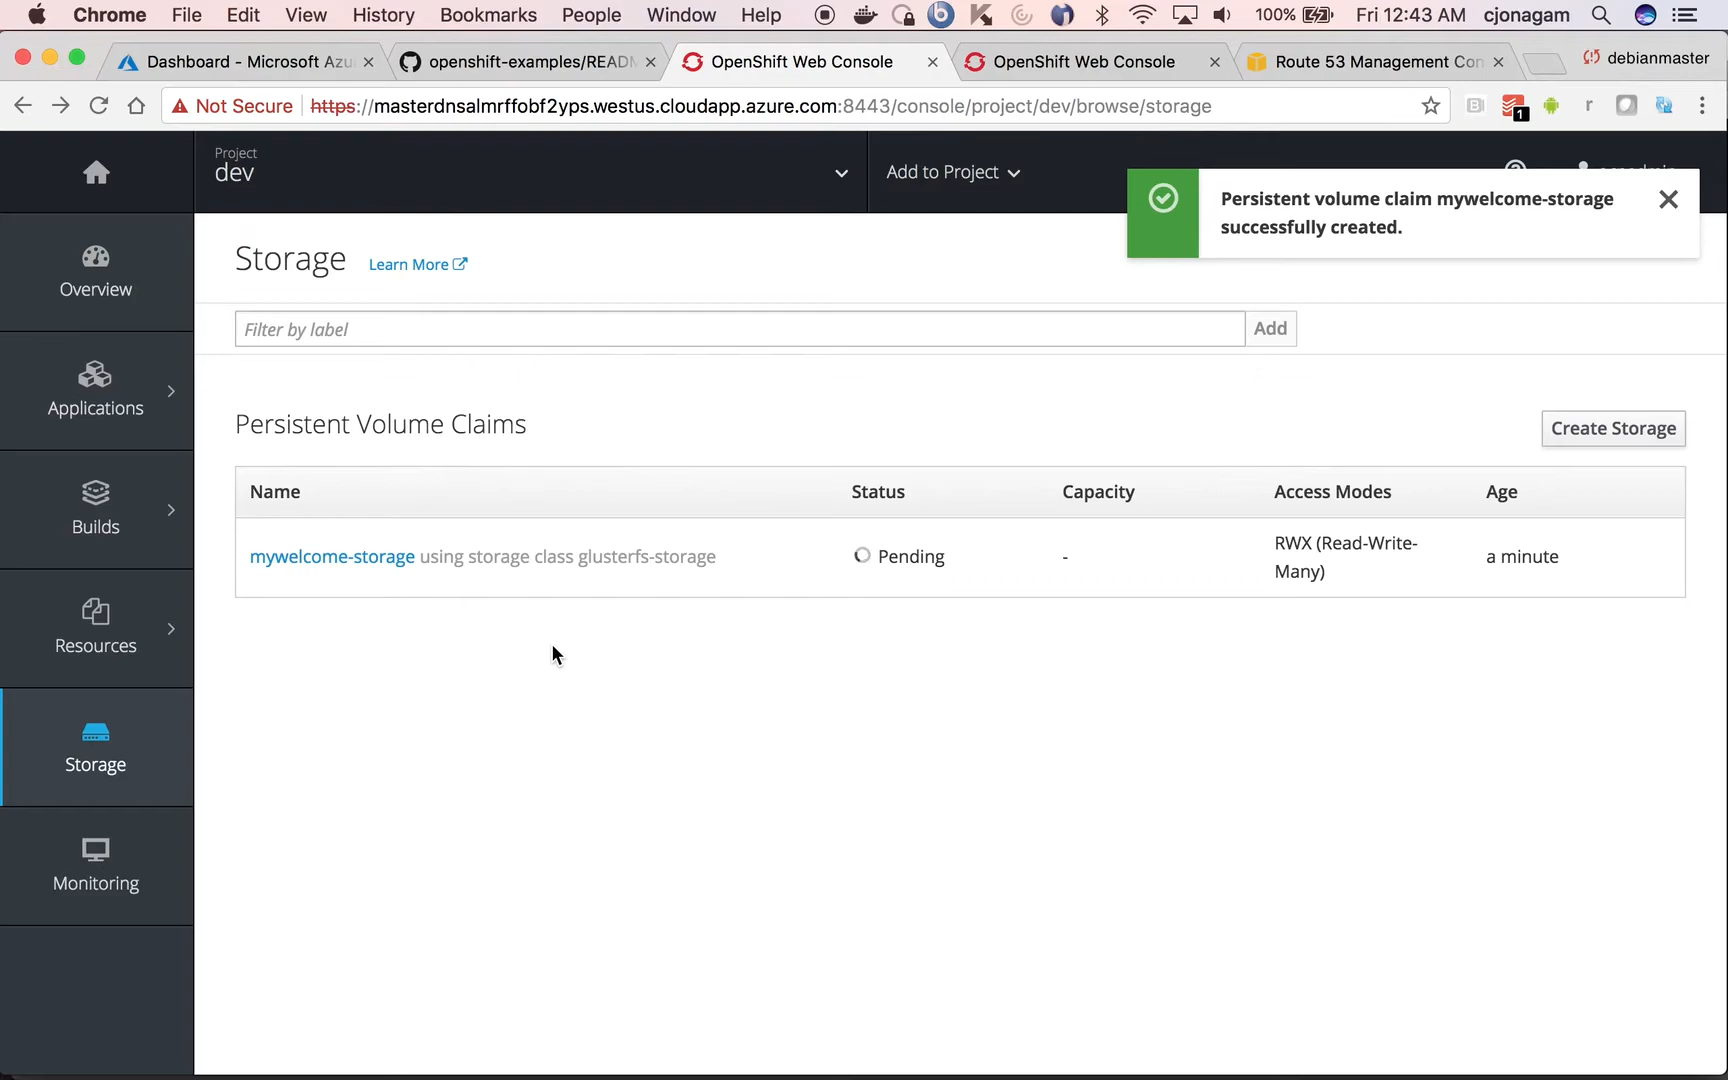 Chrome File Edit View History Bookmarks People Window Help 100% Fri 12:43 AM cjonagam
Dashboard - Microsoft Azu
openshift-examples/READM
OpenShift Web Console
OpenShift Web Console
Route 53 Management Con
debianmaster
Not Secure https://masterdnsalmrffobf2yps.westus.cloudapp.azure.com:8443/console/project/dev/browse/storage
1
r
Project
dev
Add to Project
Persistent volume claim mywelcome-storage
successfully created.
Overview
Applications
Builds
Resources
Storage
Monitoring
Storage Learn More
Filter by label Add
Persistent Volume Claims
Create Storage
Name Status Capacity Access Modes Age
mywelcome-storage using storage class glusterfs-storage Pending - RWX (Read-Write-
Many) a minute